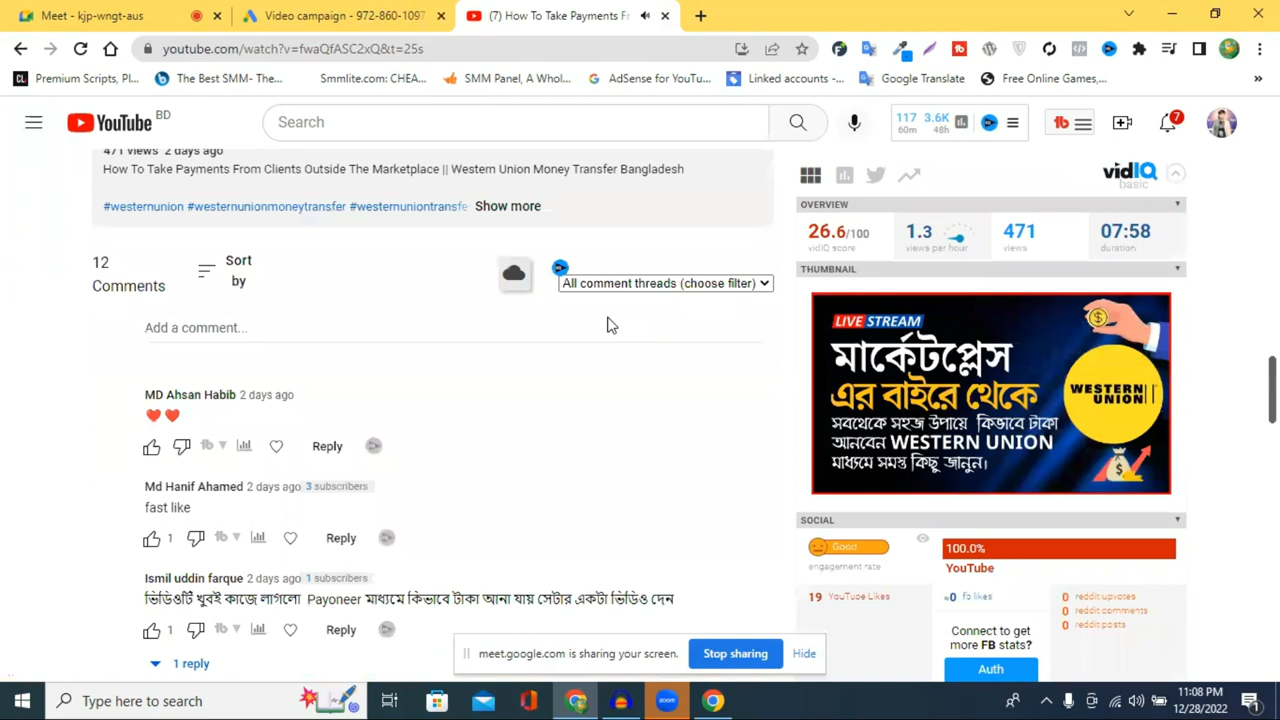 Meet - kjp-wngt-aus
Video campaign - 972-860-1097
(7) How To Take Payments Fr
youtube.com/watch?v=fwaQfASC2xQ&t=25s
Premium Scripts, Pl...
The Best SMM- The...
Smmlite.com: CHEA...
SMM Panel, A Whol...
AdSense for YouTu...
Linked accounts -...
Google Translate
Free Online Games,...
»
YouTube BD
Search
117 3.6K
60m 48h
tb
7
471 views 2 days ago
How To Take Payments From Clients Outside The Marketplace || Western Union Money Transfer Bangladesh
#westernunion #westernunionmoneytransfer #westernuniontransfe Show more
12 Comments
Sort by
All comment threads (choose filter)
Add a comment...
MD Ahsan Habib 2 days ago
❤️❤️
tb
Reply
Md Hanif Ahamed 2 days ago 3 subscribers
fast like
1 tb Reply
Ismil uddin farque 2 days ago 1 subscribers
ভিডিওটি খুবই কাজে লাগলো Payoneer মাধ্যমে কিভাবে টাকা আনা যায় সেটার একটা ভিডিও দেন
1 tb Reply
1 reply
vidIQ
basic
OVERVIEW
26.6/100 1.3 471 07:58
vidIQ score views per hour views duration
THUMBNAIL
LIVE STREAM
মার্কেটপ্লেস
এর বাইরে থেকে
সবথেকে সহজ উপায়ে কিভাবে টাকা
আনবেন WESTERN UNION
মাধ্যমে সমস্ত কিছু জানুন।
WESTERN
UNION
SOCIAL
Good
engagement rate
100.0%
YouTube
19 YouTube Likes
≈0 fb likes
0 reddit upvotes
0 reddit comments
0 reddit posts
Connect to get
more FB stats?
Auth
meet.google.com is sharing your screen. Stop sharing Hide
Type here to search
zoom
11:08 PM
12/28/2022
1